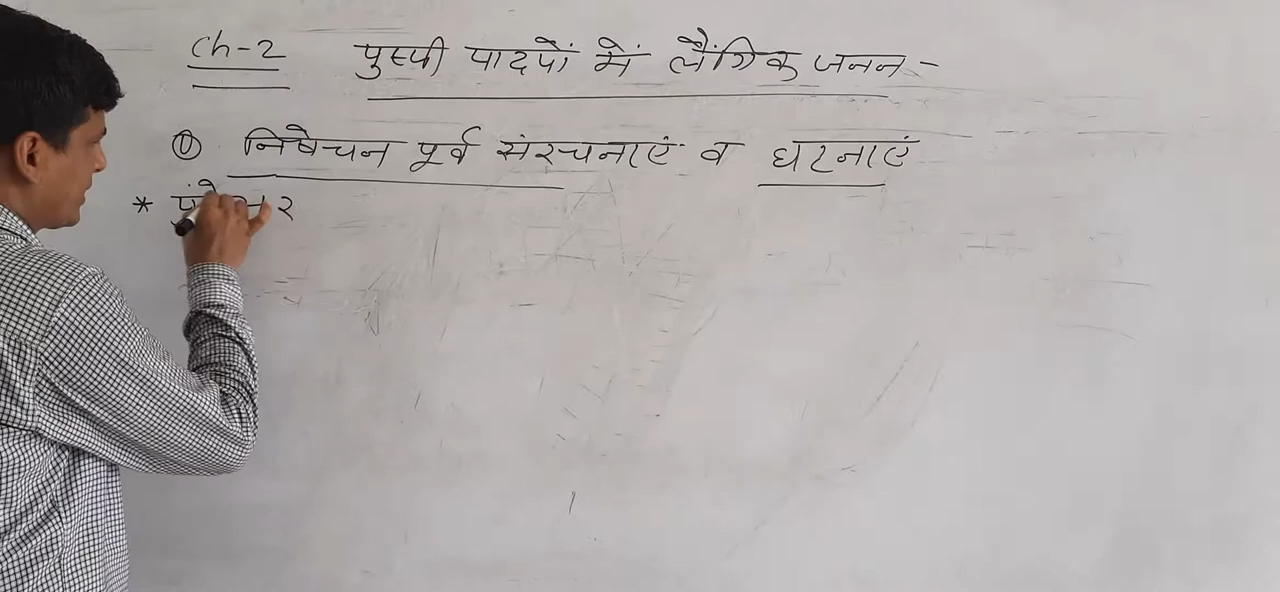 Ch-2 पुष्पी पादपों में लैंगिक जनन -
① निषेचन पूर्व संरचनाएं व घटनाएं
*